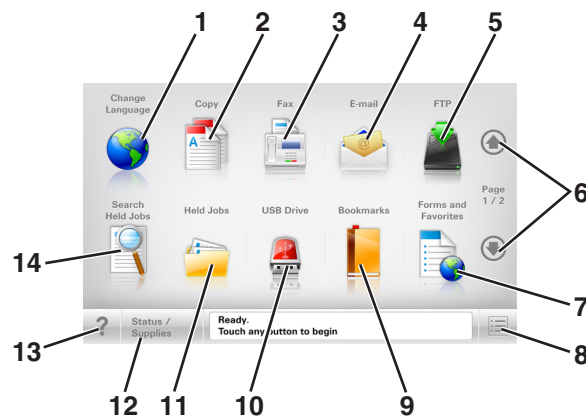 1 2 3 4 5
Change
Language
Copy
Fax
E-mail
FTP
A
@
Page
1 / 2
6
Search
Held Jobs
Held Jobs
USB Drive
Bookmarks
Forms and
Favorites
14
7
?
Status /
Supplies
Ready.
Touch any button to begin
13 12 11 10 9 8